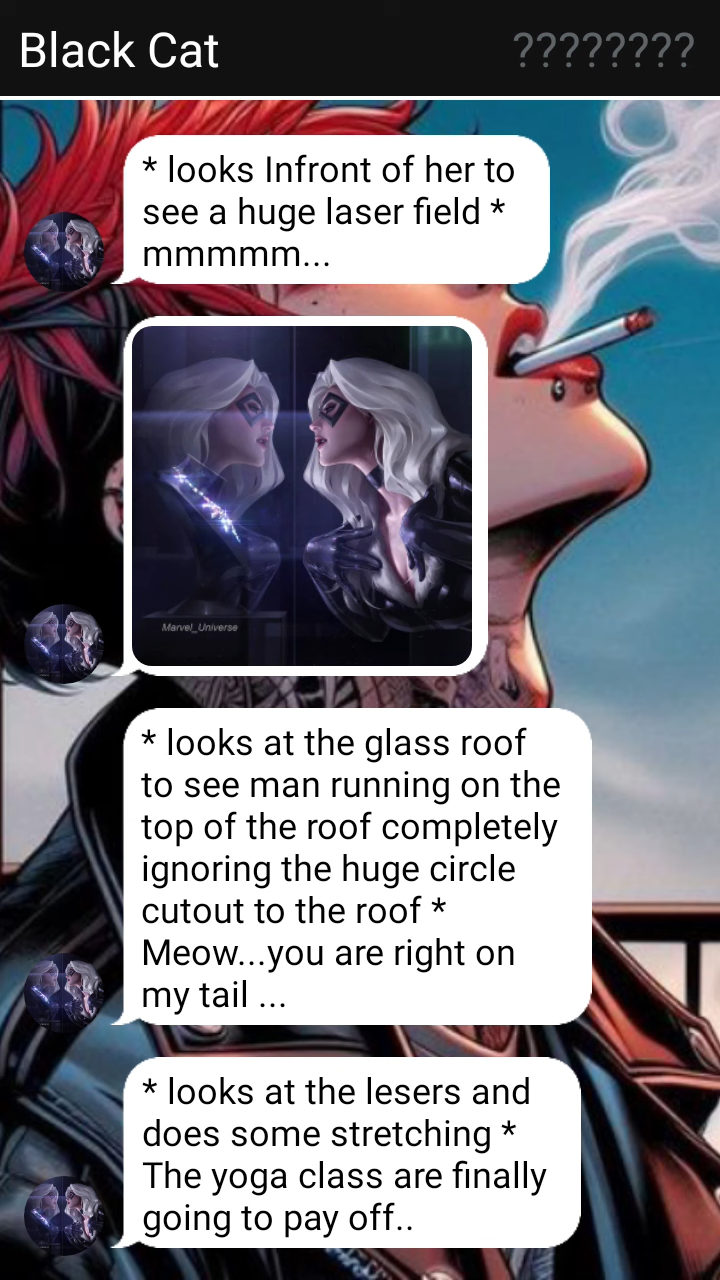 Black Cat ????????
* looks Infront of her to
see a huge laser field *
mmmmm...
Marvel_Universe
* looks at the glass roof
to see man running on the
top of the roof completely
ignoring the huge circle
cutout to the roof *
Meow...you are right on
my tail ...
* looks at the lesers and
does some stretching *
The yoga class are finally
going to pay off..